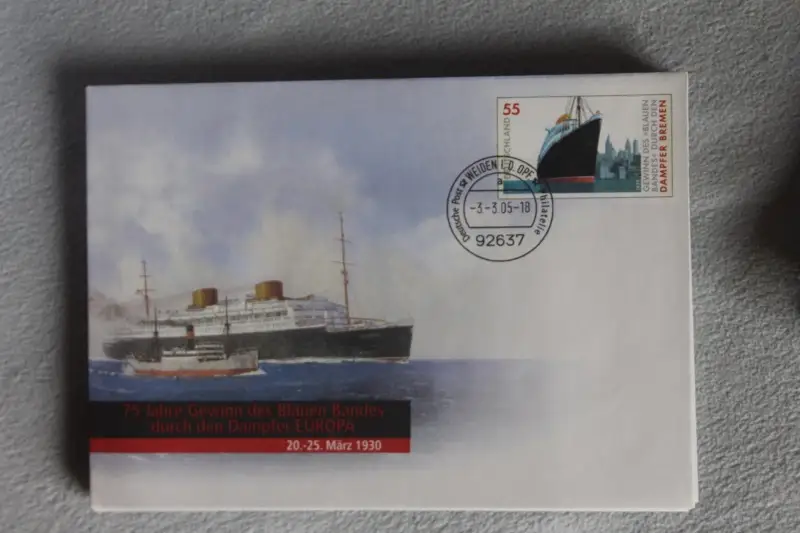 55
DEUTSCHLAND
GEWINN DES »BLAUEN
BANDES« DURCH DEN
DAMPFER BREMEN
Deutsche Post WEIDEN I. D. OPF Philatelie
a
-3.-3.05-18
92637
75 Jahre Gewinn des Blauen Bandes
durch den Dampfer EUROPA
20.-25. März 1930